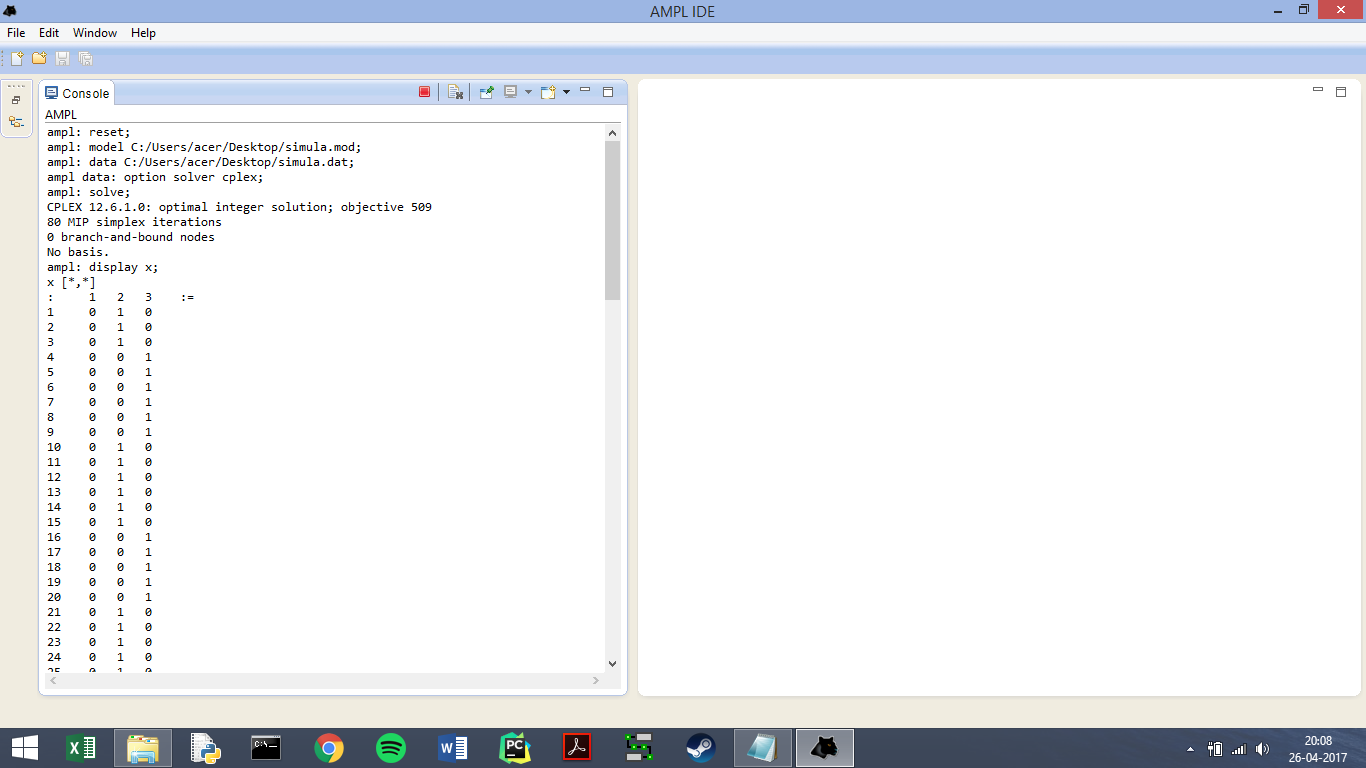 AMPL IDE
File Edit Window Help
Console
AMPL
ampl: reset;
ampl: model C:/Users/acer/Desktop/simula.mod;
ampl: data C:/Users/acer/Desktop/simula.dat;
ampl data: option solver cplex;
ampl: solve;
CPLEX 12.6.1.0: optimal integer solution; objective 509
80 MIP simplex iterations
0 branch-and-bound nodes
No basis.
ampl: display x;
x [*,*]
: 1 2 3 :=
1 0 1 0
2 0 1 0
3 0 1 0
4 0 0 1
5 0 0 1
6 0 0 1
7 0 0 1
8 0 0 1
9 0 0 1
10 0 1 0
11 0 1 0
12 0 1 0
13 0 1 0
14 0 1 0
15 0 1 0
16 0 0 1
17 0 0 1
18 0 0 1
19 0 0 1
20 0 0 1
21 0 1 0
22 0 1 0
23 0 1 0
24 0 1 0
25 0 1 0
20:08
26-04-2017